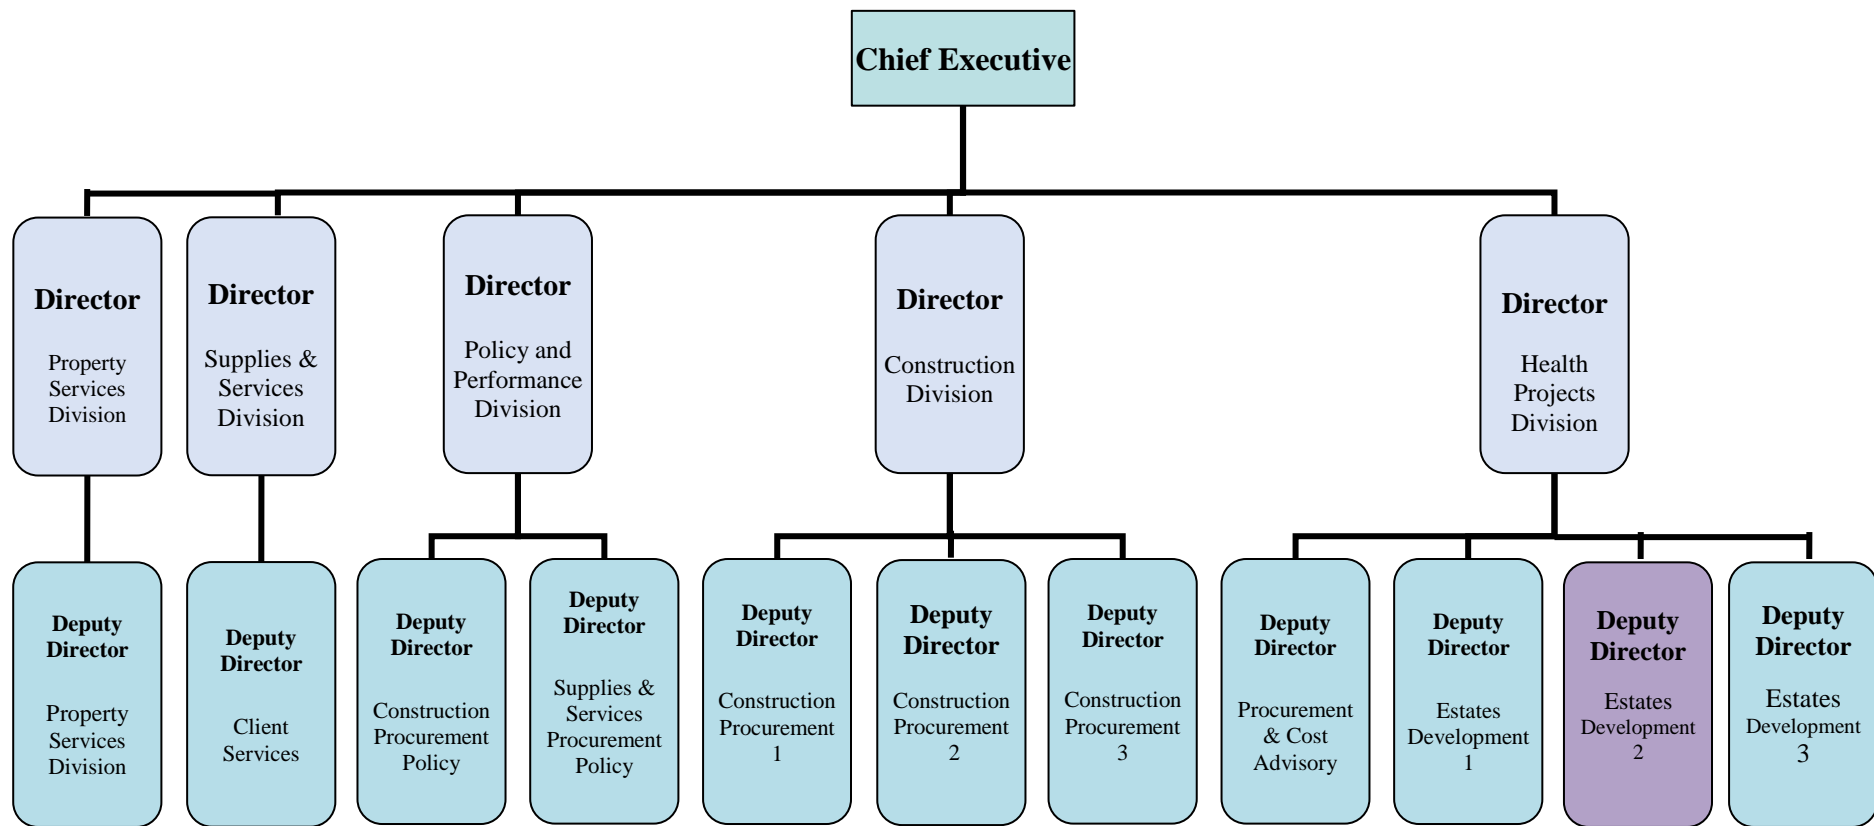 Chief Executive
Director
Property
Services
Division
Director
Supplies &
Services
Division
Director
Policy and
Performance
Division
Director
Construction
Division
Director
Health
Projects
Division
Deputy
Director
Property
Services
Division
Deputy
Director
Client
Services
Deputy
Director
Construction
Procurement
Policy
Deputy
Director
Supplies &
Services
Procurement
Policy
Deputy
Director
Construction
Procurement
1
Deputy
Director
Construction
Procurement
2
Deputy
Director
Construction
Procurement
3
Deputy
Director
Procurement
& Cost
Advisory
Deputy
Director
Estates
Development
1
Deputy
Director
Estates
Development
2
Deputy
Director
Estates
Development
3